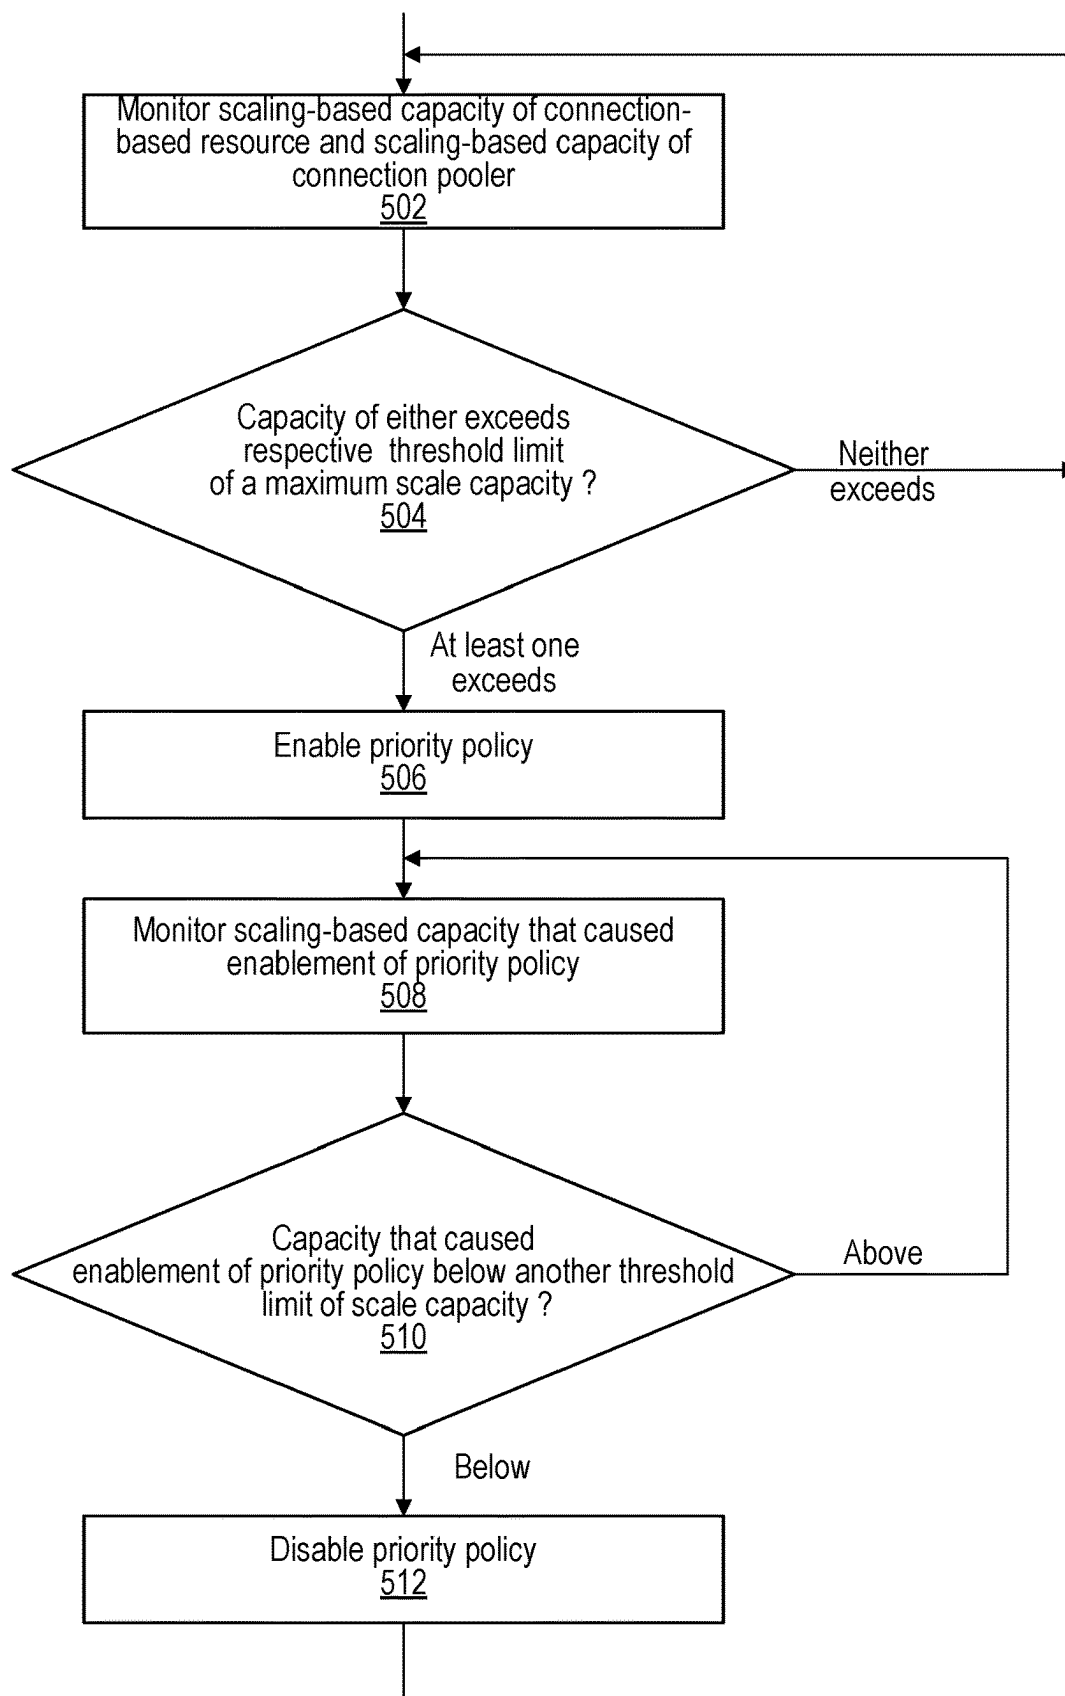 Monitor scaling-based capacity of connection-
based resource and scaling-based capacity of
connection pooler
502
Capacity of either exceeds
respective threshold limit
of a maximum scale capacity ?
504
Neither
exceeds
At least one
exceeds
Enable priority policy
506
Monitor scaling-based capacity that caused
enablement of priority policy
508
Capacity that caused
enablement of priority policy below another threshold
limit of scale capacity ?
510
Above
Below
Disable priority policy
512